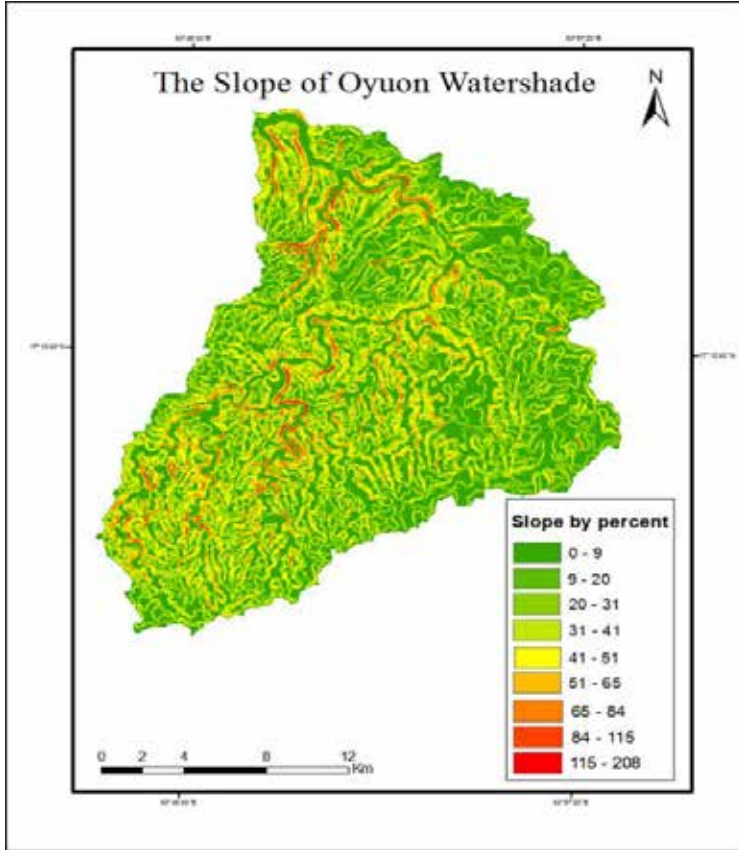 The Slope of Oyuon Watershade
N
Slope by percent
0 - 9
9 - 20
20 - 31
31 - 41
41 - 51
51 - 65
65 - 84
84 - 115
115 - 208
0 2 4 8 12
Km